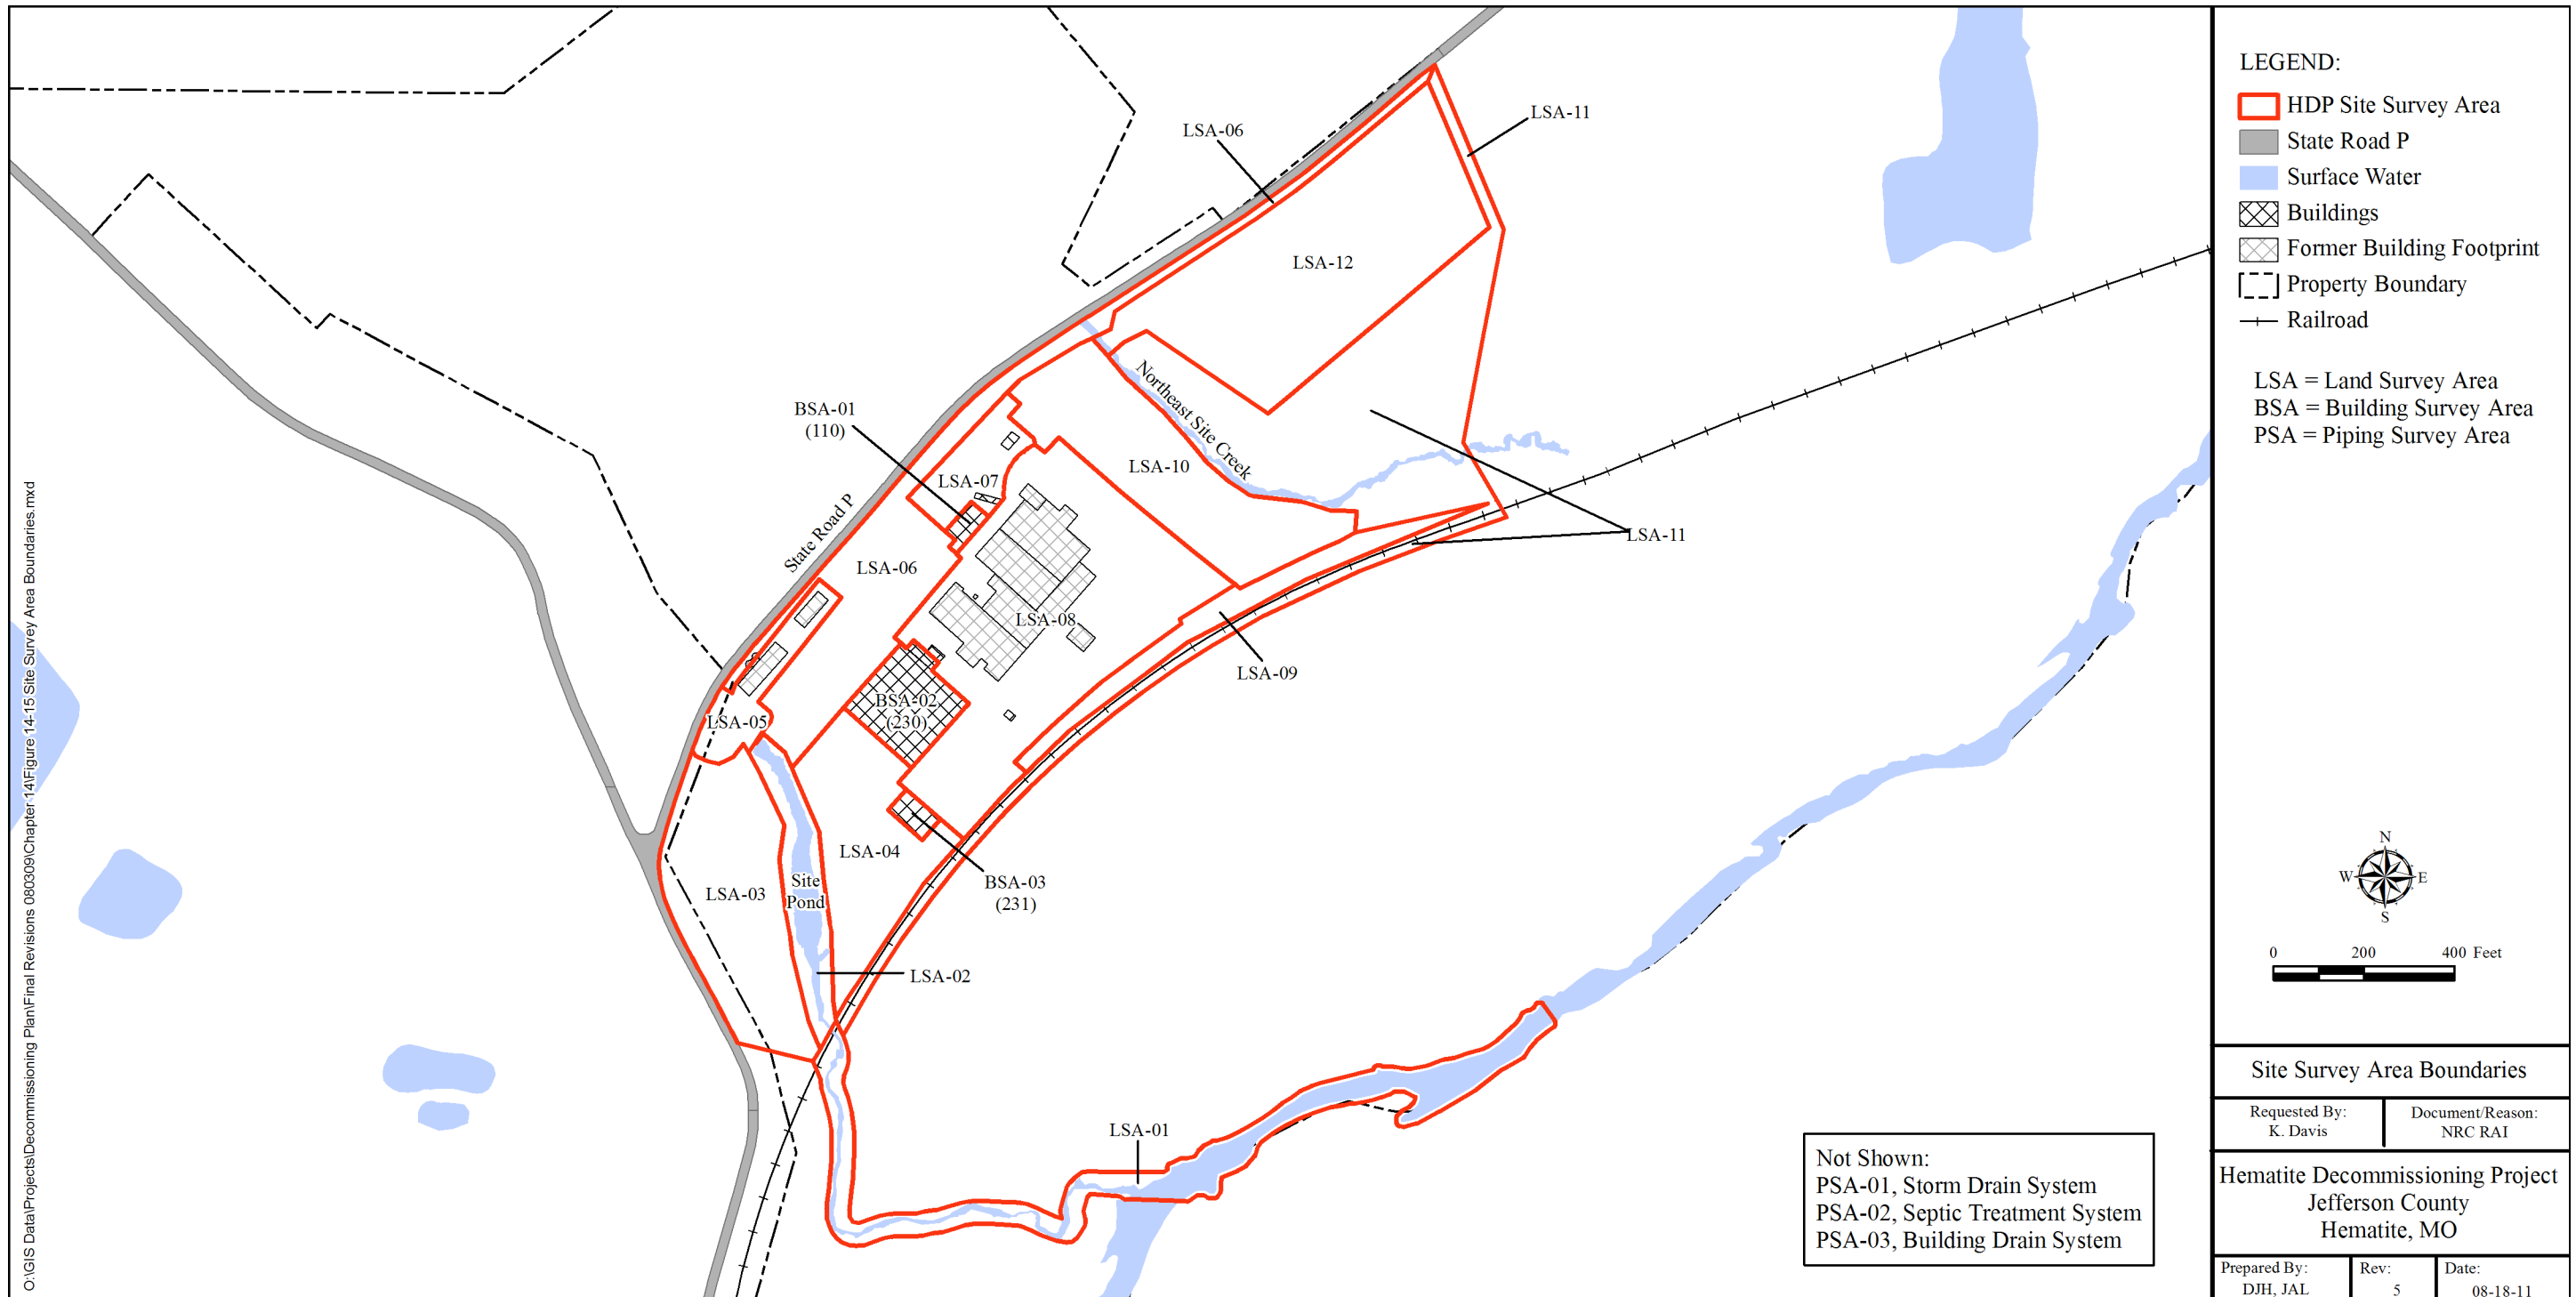 LSA-11
LSA-06
LSA-12
Northeast Site Creek
BSA-01
(110)
LSA-10
LSA-07
State Road P
LSA-11
LSA-06
LSA-08
LSA-09
BSA-02
(230)
LSA-05
LSA-04
BSA-03
(231)
LSA-03
Site
Pond
LSA-02
LSA-01
O:\GIS Data\Projects\Decommissioning Plan\Final Revisions 080309\Chapter 14\Figure 14-15 Site Survey Area Boundaries.mxd
Not Shown:
PSA-01, Storm Drain System
PSA-02, Septic Treatment System
PSA-03, Building Drain System
LEGEND:
HDP Site Survey Area
State Road P
Surface Water
Buildings
Former Building Footprint
Property Boundary
Railroad
LSA = Land Survey Area
BSA = Building Survey Area
PSA = Piping Survey Area
N
W E
S
0 200 400 Feet
Site Survey Area Boundaries
Requested By:
K. Davis
Document/Reason:
NRC RAI
Hematite Decommissioning Project
Jefferson County
Hematite, MO
Prepared By:
DJH, JAL
Rev:
5
Date:
08-18-11